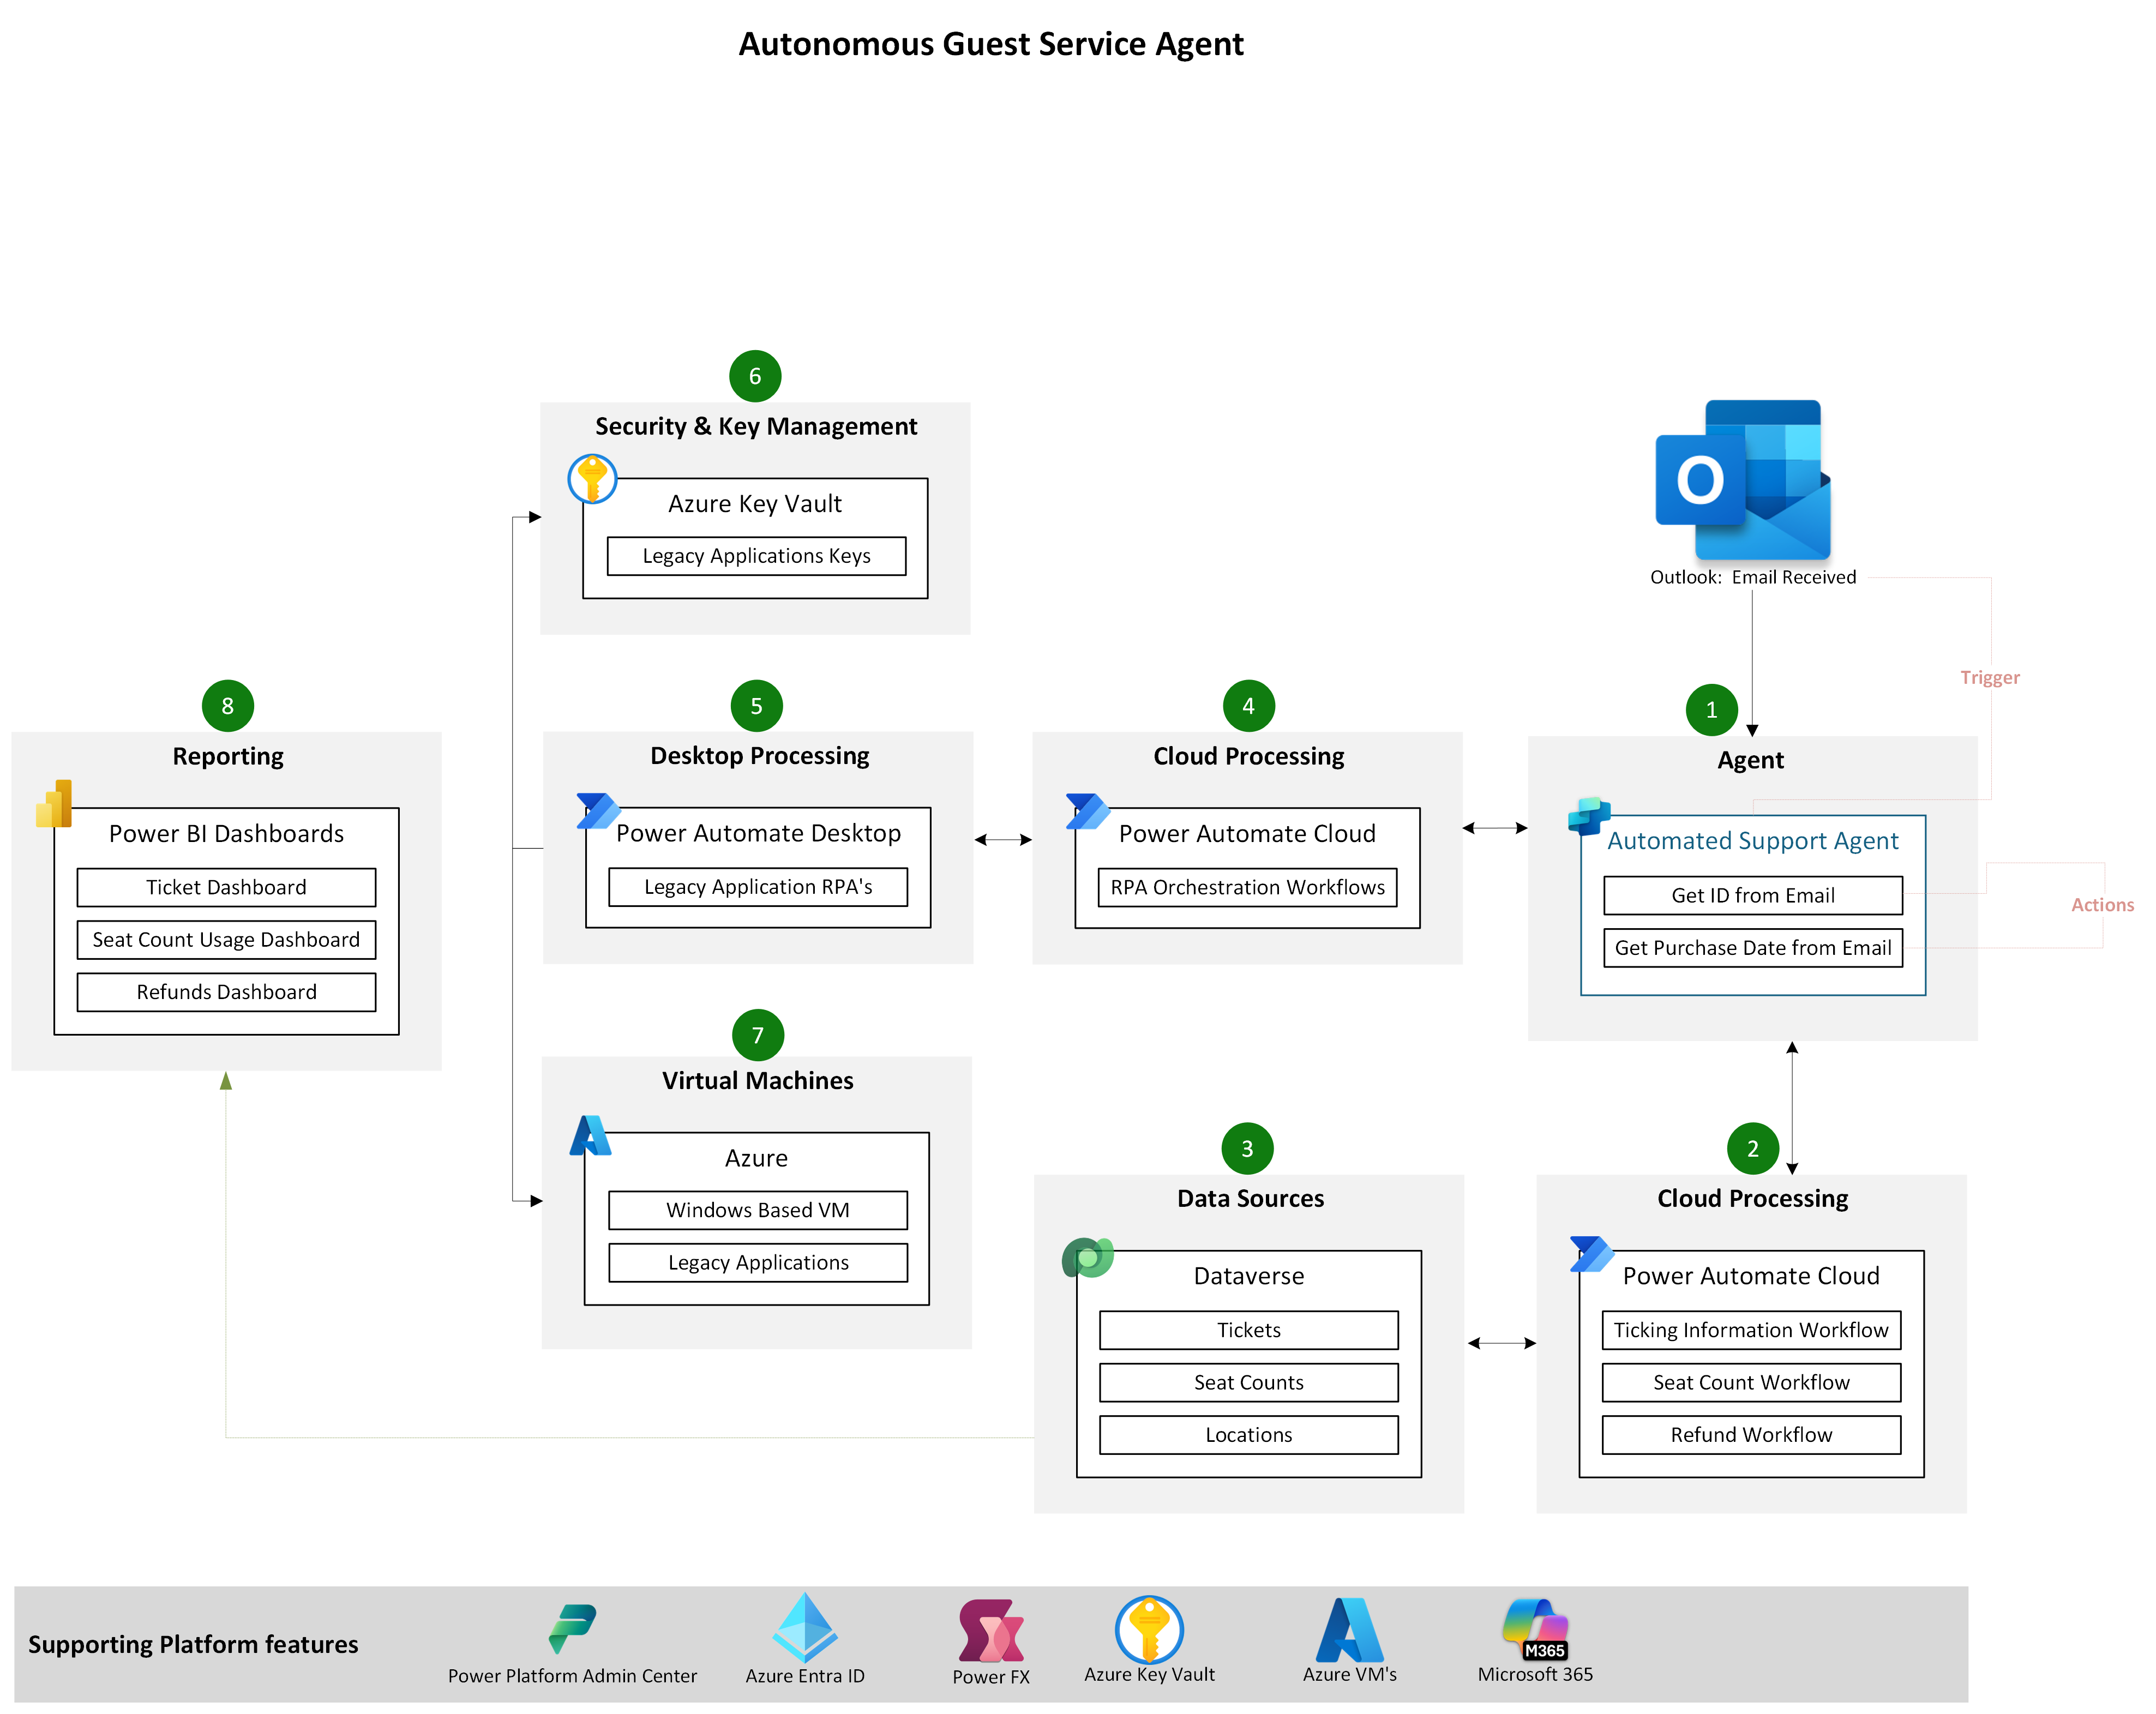 Autonomous Guest Service Agent
6
Security & Key Management
Azure Key Vault
Legacy Applications Keys
O
Outlook:  Email Received
Trigger
8
Reporting
Power BI Dashboards
Ticket Dashboard
Seat Count Usage Dashboard
Refunds Dashboard
5
Desktop Processing
Power Automate Desktop
Legacy Application RPA's
4
Cloud Processing
Power Automate Cloud
RPA Orchestration Workflows
1
Agent
Automated Support Agent
Get ID from Email
Get Purchase Date from Email
Actions
7
Virtual Machines
Azure
Windows Based VM
Legacy Applications
3
Data Sources
Dataverse
Tickets
Seat Counts
Locations
2
Cloud Processing
Power Automate Cloud
Ticking Information Workflow
Seat Count Workflow
Refund Workflow
Supporting Platform features
Power Platform Admin Center
Azure Entra ID
Power FX
Azure Key Vault
Azure VM's
M365
Microsoft 365